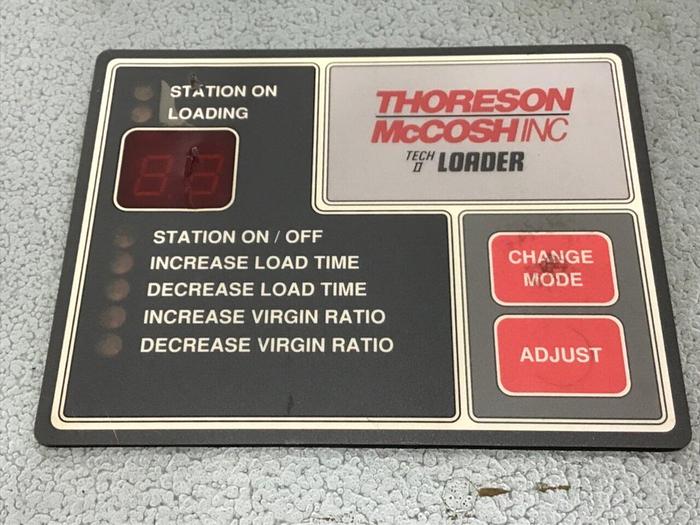 STATION ON
LOADING
THORESON
McCOSH INC
TECH II LOADER
STATION ON / OFF
INCREASE LOAD TIME
DECREASE LOAD TIME
INCREASE VIRGIN RATIO
DECREASE VIRGIN RATIO
CHANGE
MODE
ADJUST